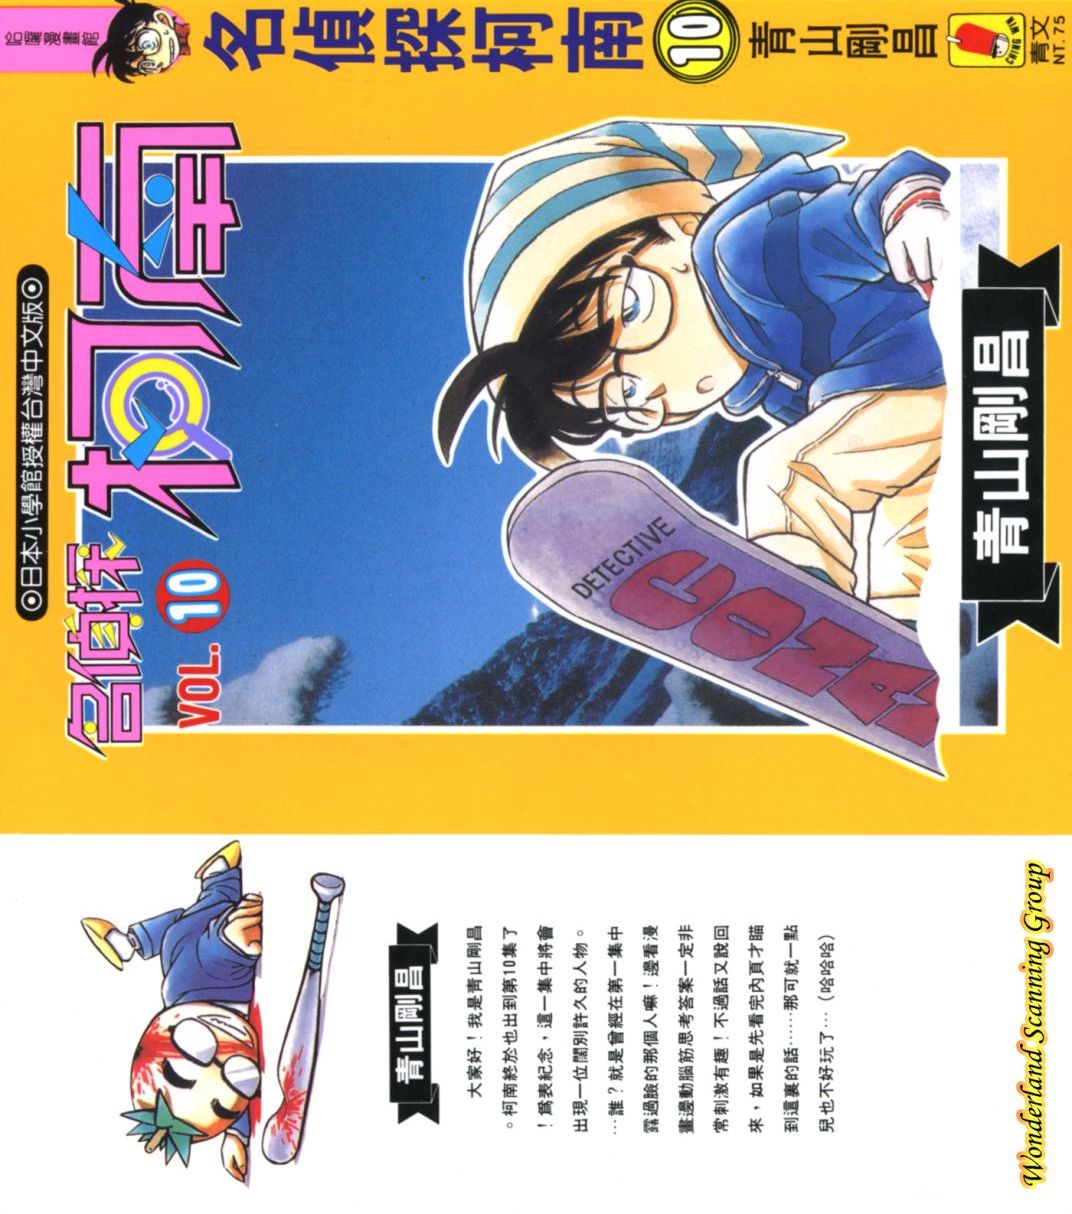 名偵探漫畫館
名偵探柯南
10
青山剛昌
CHING WIN
青文
NT.75
日本小學館授權台灣中文版
名偵探
柯南
VOL.10
DETECTIVE
CONA
青山剛昌
青山剛昌
大家好!我是青山剛昌
。柯南終於也出到第10集了
!爲表紀念,這一集中將會
出現一位闊別許久的人物。
…誰?就是曾經在第一集中
露過臉的那個人嘛!邊看漫
畫邊動腦筋思考答案一定非
常刺激有趣!不過話又說回
來,如果是先看完內頁才瞄
到這裏的話……那可就一點
兒也不好玩了…(哈哈哈)
Wonderland Scanning Group